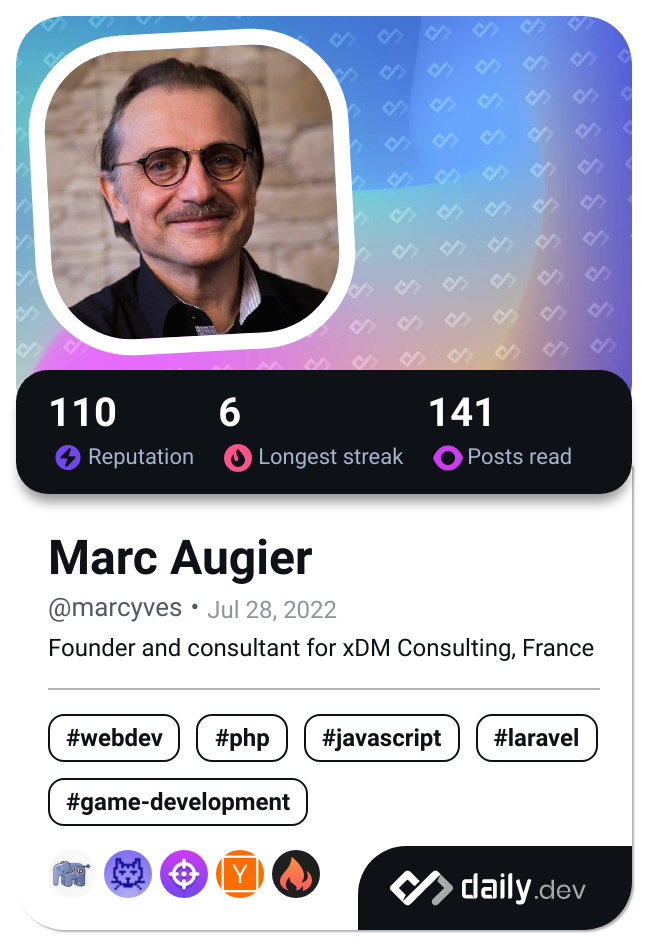 110 6 141
Reputation Longest streak Posts read
Marc Augier
@marcyves • Jul 28, 2022
Founder and consultant for xDM Consulting, France
#webdev #php #javascript #laravel
#game-development
php Y daily.dev